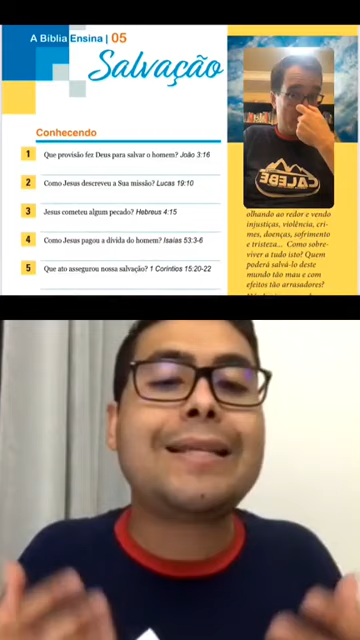 A Bíblia Ensina | 05
Salvação
Conhecendo
1 Que provisão fez Deus para salvar o homem? João 3:16
2 Como Jesus descreveu a Sua missão? Lucas 19:10
3 Jesus cometeu algum pecado? Hebreus 4:15
4 Como Jesus pagou a dívida do homem? Isaías 53:3-6
5 Que ato assegurou nossa salvação? 1 Coríntios 15:20-22
CALEBE
olhando ao redor e vendo
injustiças, violência, cri-
mes, doenças, sofrimento
e tristeza... Como sobre-
viver a tudo isto? Quem
poderá salvá-lo deste
mundo tão mau e com
efeitos tão arrasadores?